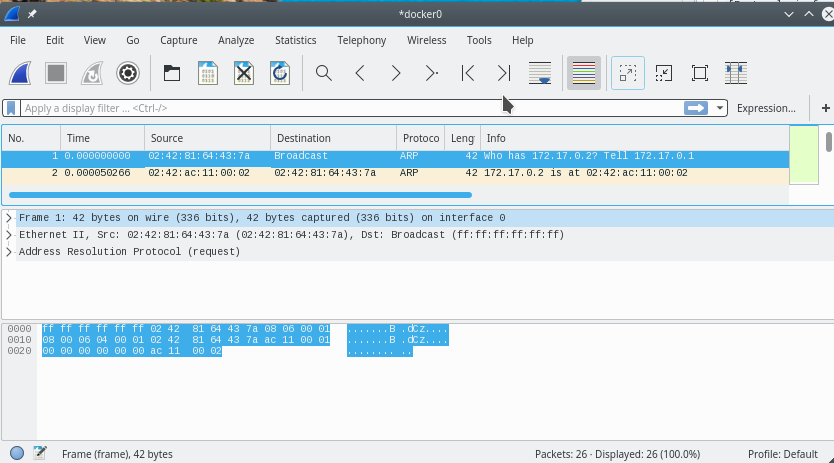 *docker0
File Edit View Go Capture Analyze Statistics Telephony Wireless Tools Help
Apply a display filter ... <Ctrl-/> Expression... +
No. Time Source Destination Protoco Leng Info
1 0.000000000 02:42:81:64:43:7a Broadcast ARP 42 Who has 172.17.0.2? Tell 172.17.0.1
2 0.000050266 02:42:ac:11:00:02 02:42:81:64:43:7a ARP 42 172.17.0.2 is at 02:42:ac:11:00:02
Frame 1: 42 bytes on wire (336 bits), 42 bytes captured (336 bits) on interface 0
Ethernet II, Src: 02:42:81:64:43:7a (02:42:81:64:43:7a), Dst: Broadcast (ff:ff:ff:ff:ff:ff)
Address Resolution Protocol (request)
0000 ff ff ff ff ff ff 02 42 81 64 43 7a 08 06 00 01 .......B .dCz....
0010 08 00 06 04 00 01 02 42 81 64 43 7a ac 11 00 01 .......B .dCz....
0020 00 00 00 00 00 00 ac 11 00 02 ........ ..
Frame (frame), 42 bytes Packets: 26 · Displayed: 26 (100.0%) Profile: Default